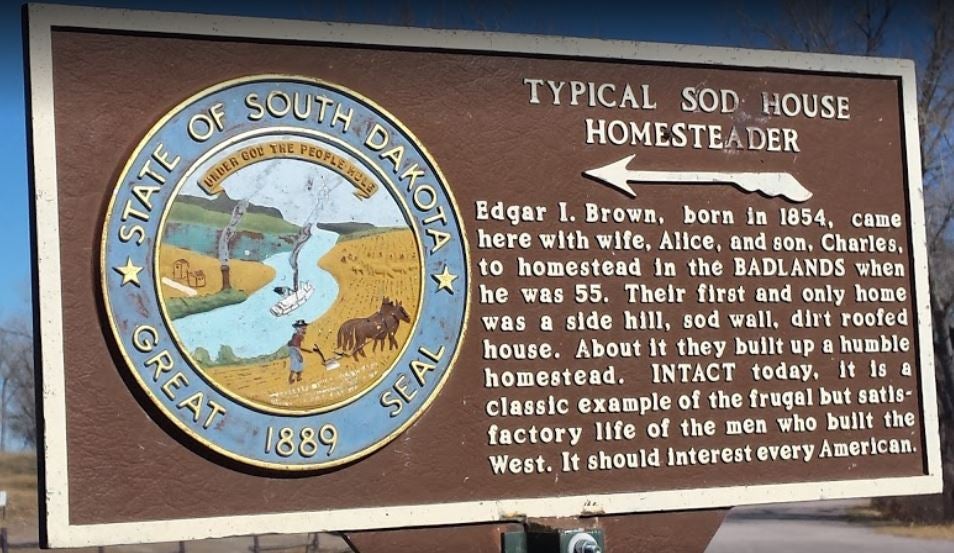 STATE OF SOUTH DAKOTA
UNDER GOD THE PEOPLE RULE
GREAT SEAL
1889
TYPICAL SOD HOUSE
HOMESTEADER
Edgar I. Brown, born in 1854, came
here with wife, Alice, and son, Charles,
to homestead in the BADLANDS when
he was 55. Their first and only home
was a side hill, sod wall, dirt roofed
house. About it they built up a humble
homestead. INTACT today, it is a
classic example of the frugal but satis-
factory life of the men who built the
West. It should interest every American.